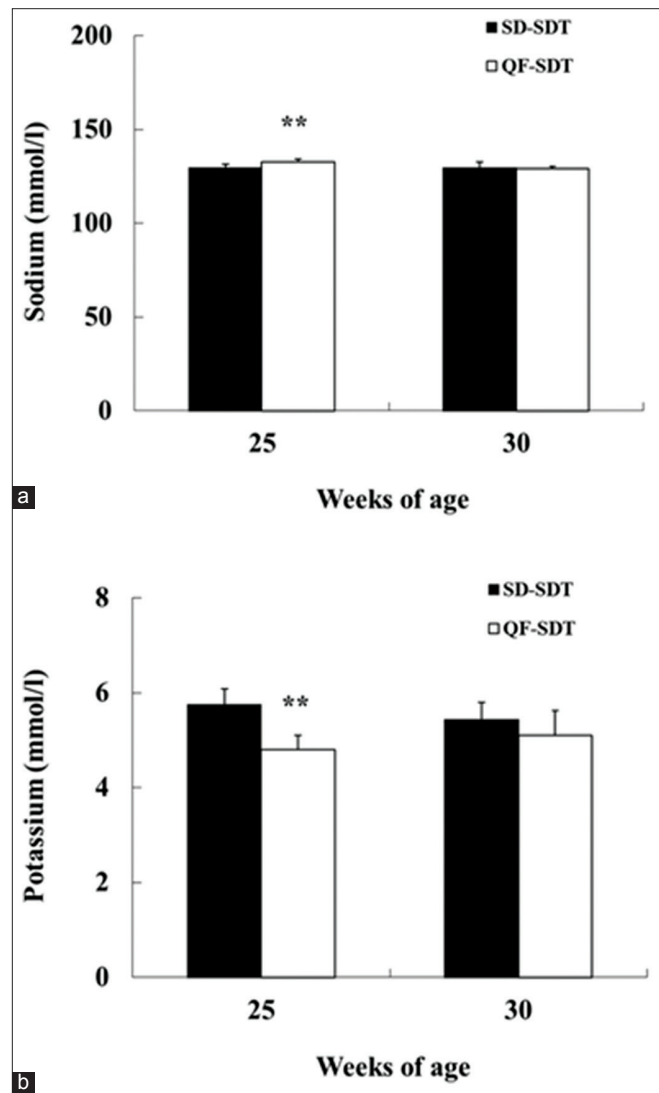 200
150
100
50
0
Sodium (mmol/l)
SD-SDT
QF-SDT
**
25 30
Weeks of age
a
8
6
4
2
0
Potassium (mmol/l)
SD-SDT
QF-SDT
**
25 30
Weeks of age
b